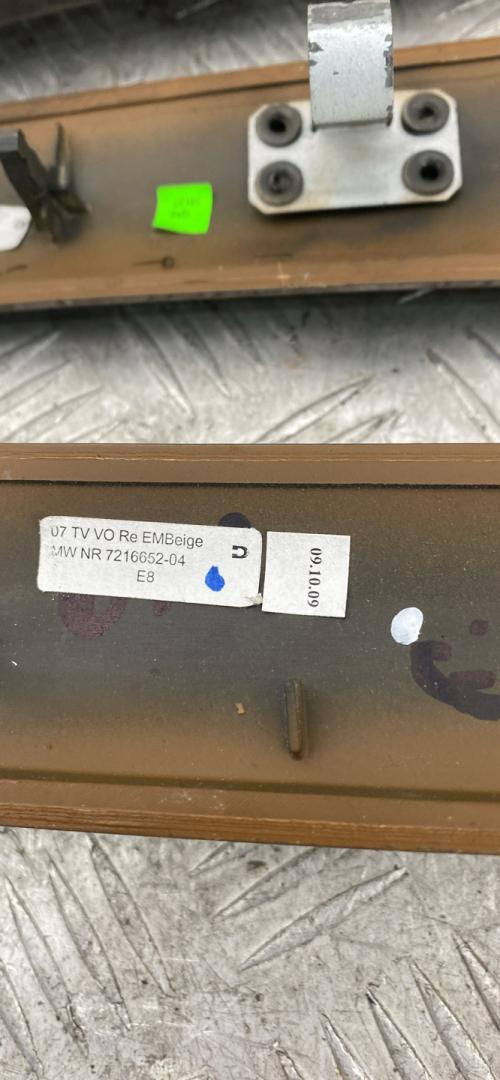 07 TV VO Re EMBeige
MW NR 7216652-04
E8
09.10.09